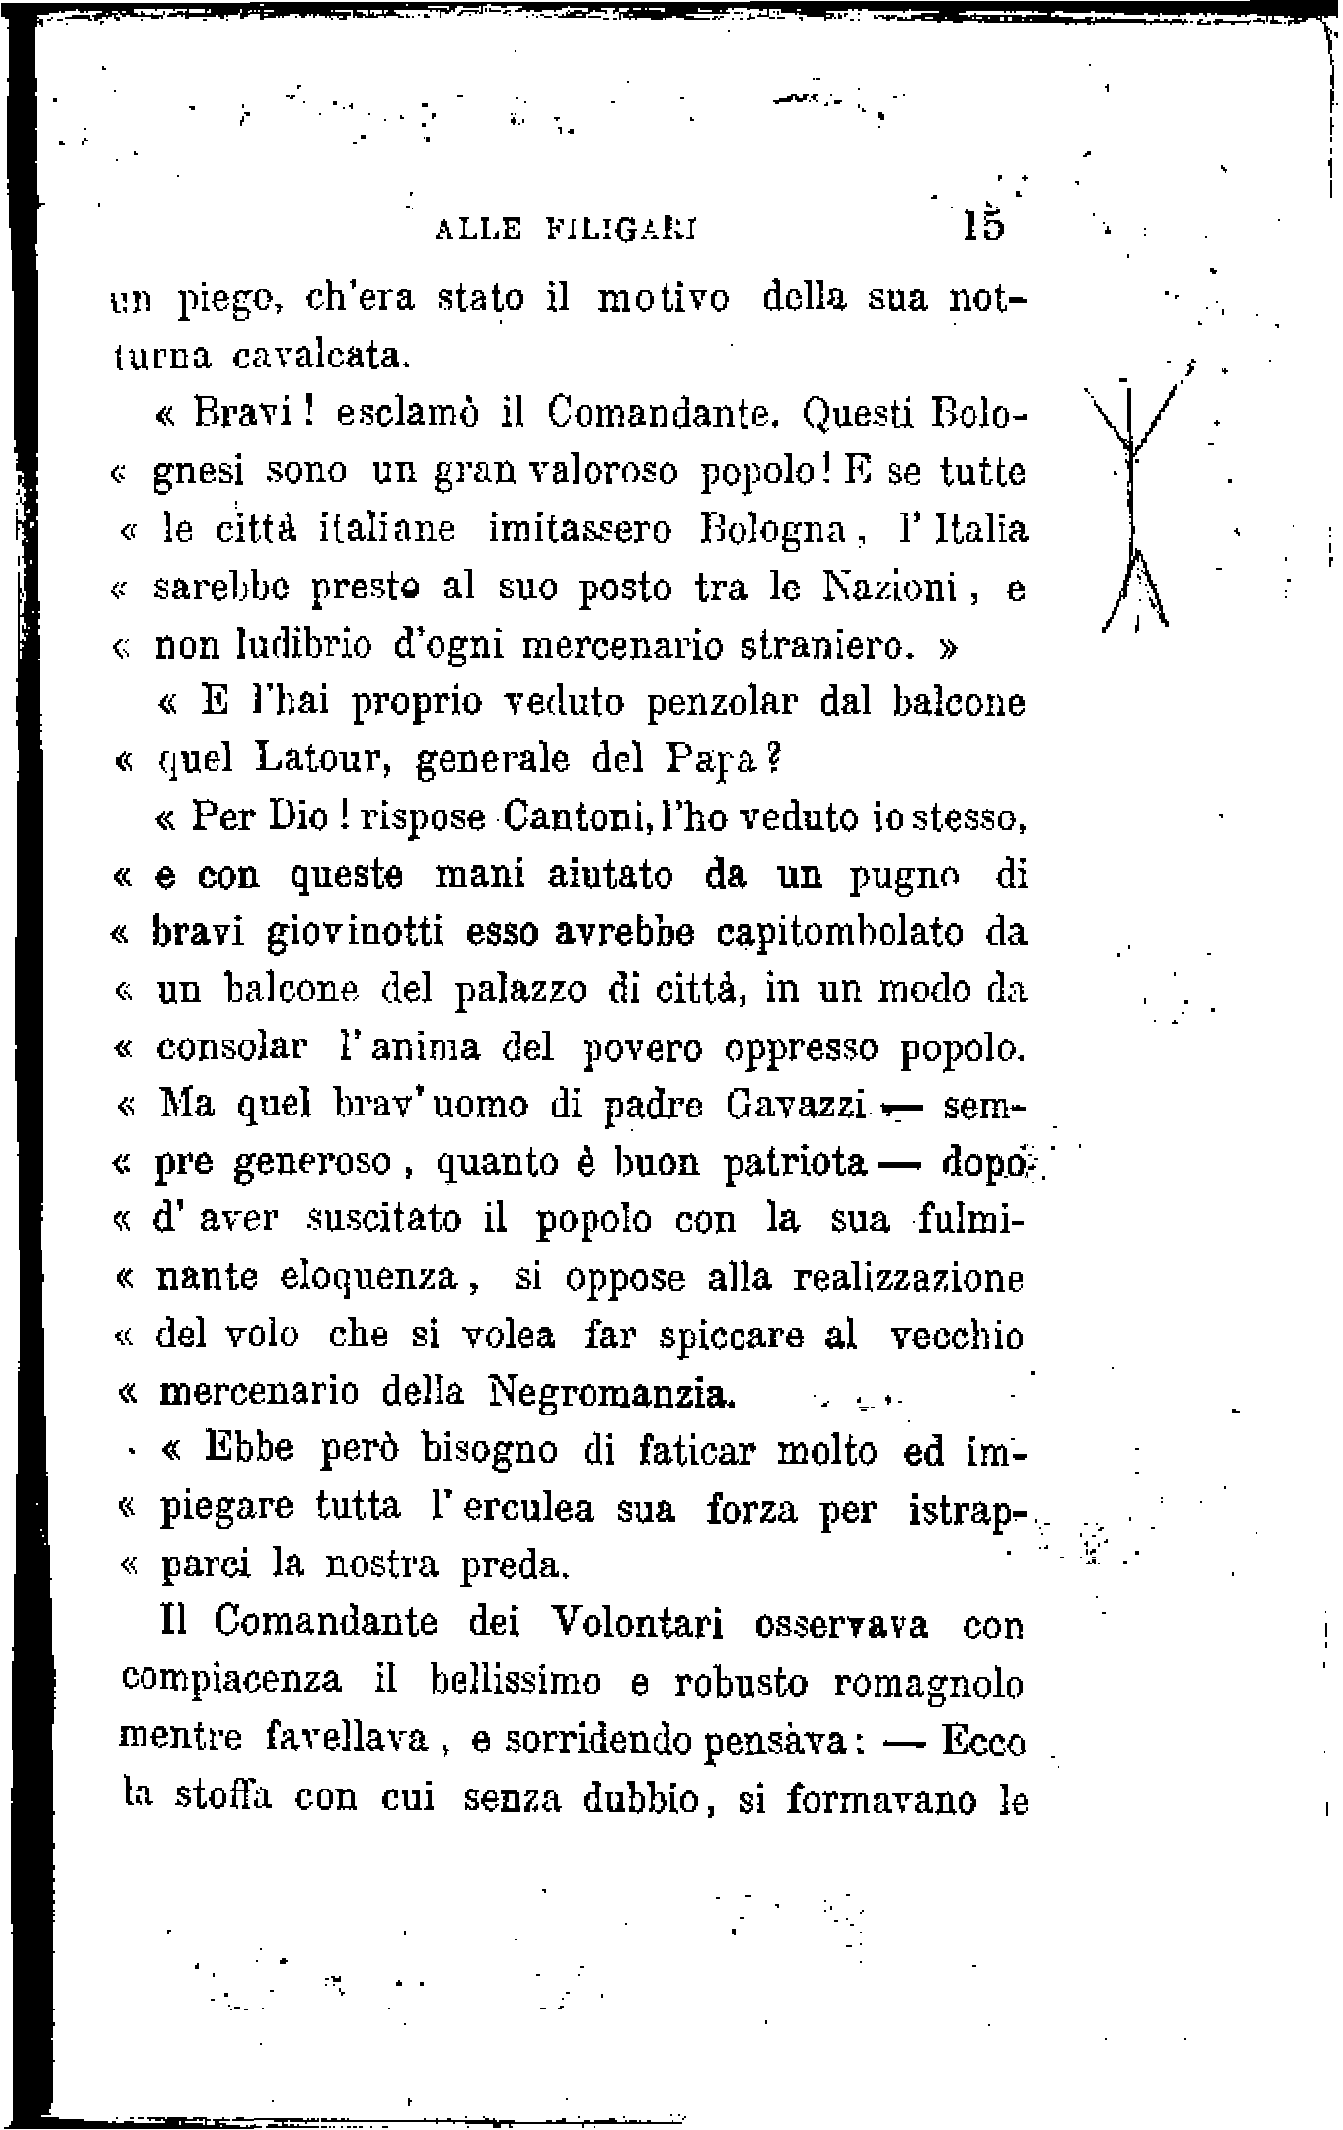 ALLE FILIGARI 15
un piego, ch'era stato il motivo della sua not-
turna cavalcata.
« Bravi ! esclamò il Comandante. Questi Bolo-
« gnesi sono un gran valoroso popolo! E se tutte
« le città italiane imitassero Bologna, l'Italia
« sarebbe presto al suo posto tra le Nazioni, e
« non ludibrio d'ogni mercenario straniero. »
« E l'hai proprio veduto penzolar dal balcone
« quel Latour, generale del Papa?
« Per Dio ! rispose Cantoni, l'ho veduto io stesso,
« e con queste mani aiutato da un pugno di
« bravi giovinotti esso avrebbe capitombolato da
« un balcone del palazzo di città, in un modo da
« consolar l'anima del povero oppresso popolo.
« Ma quel brav'uomo di padre Gavazzi — sem-
« pre generoso, quanto è buon patriota — dopo
« d'aver suscitato il popolo con la sua fulmi-
« nante eloquenza, si oppose alla realizzazione
« del volo che si volea far spiccare al vecchio
« mercenario della Negromanzia.
« Ebbe però bisogno di faticar molto ed im-
« piegare tutta l'erculea sua forza per istrap-
« parci la nostra preda.
Il Comandante dei Volontari osservava con
compiacenza il bellissimo e robusto romagnolo
mentre favellava, e sorridendo pensava: — Ecco
la stoffa con cui senza dubbio, si formavano le